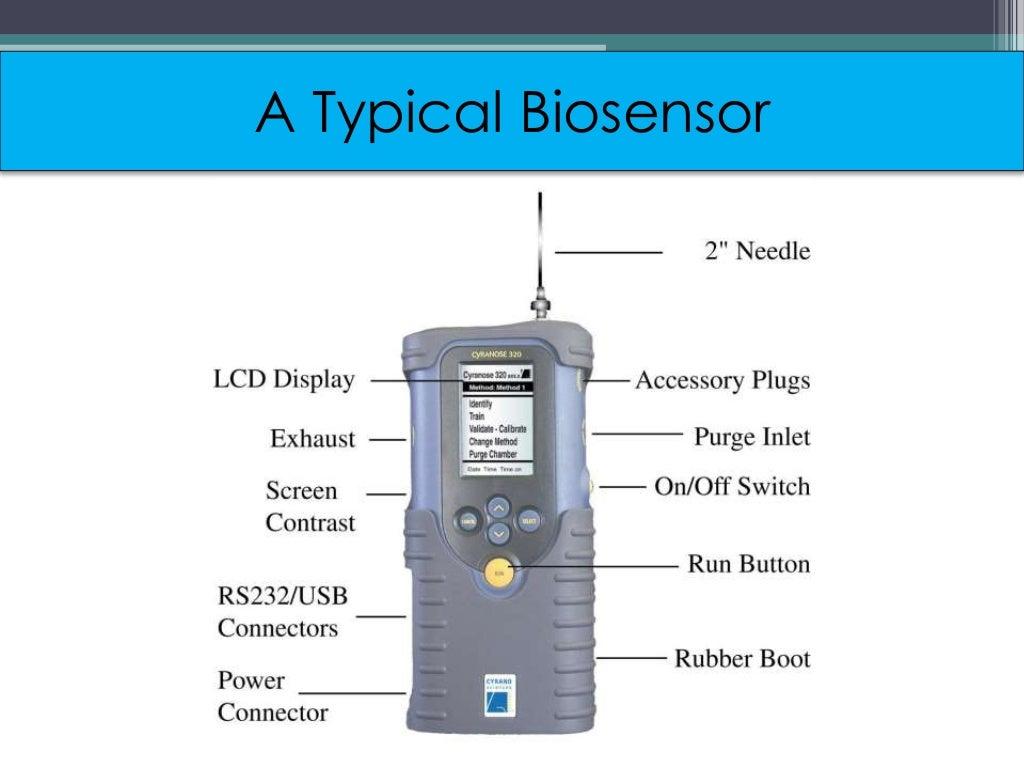 A Typical Biosensor
2" Needle
CYRANOSE 320
LCD Display
Cyranose 320
Accessory Plugs
Method: Method 1
Identify
Train
Validate - Calibrate
Exhaust
Purge Inlet
Change Method
Purge Chamber
Date Time Time on
Screen
Contrast
On/Off Switch
CANCEL
SELECT
RUN
Run Button
RS232/USB
Connectors
Rubber Boot
Power
Connector
CYRANO
SCIENCES